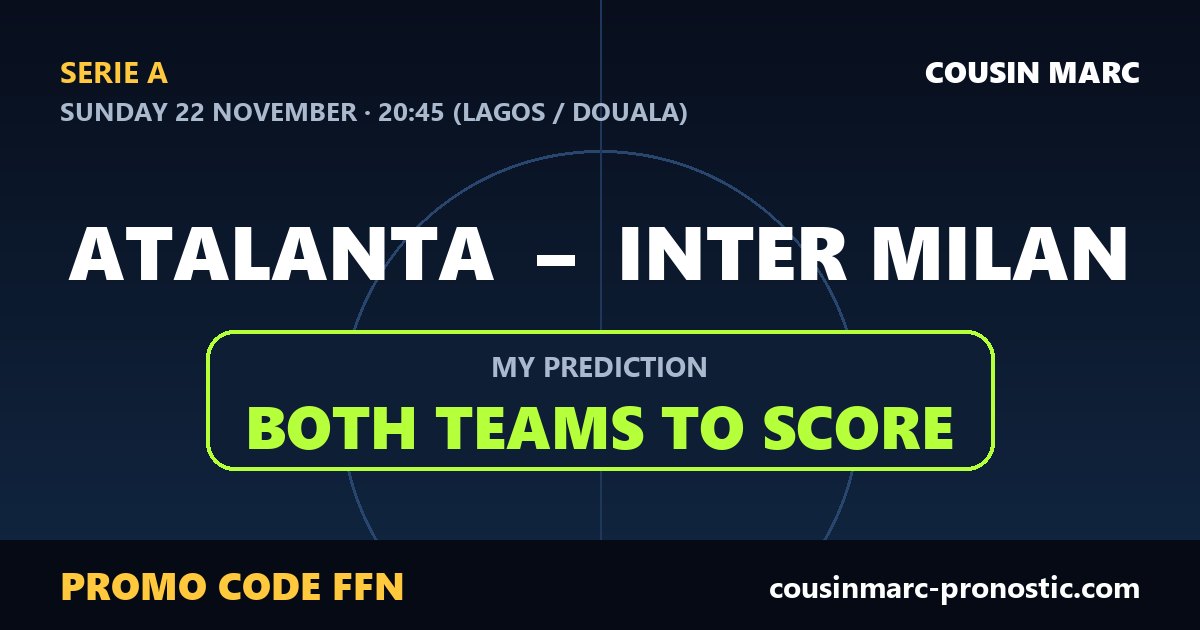 SERIE A
COUSIN MARC
SUNDAY 22 NOVEMBER · 20:45 (LAGOS / DOUALA)
ATALANTA – INTER MILAN
MY PREDICTION
BOTH TEAMS TO SCORE
PROMO CODE FFN
cousinmarc-pronostic.com